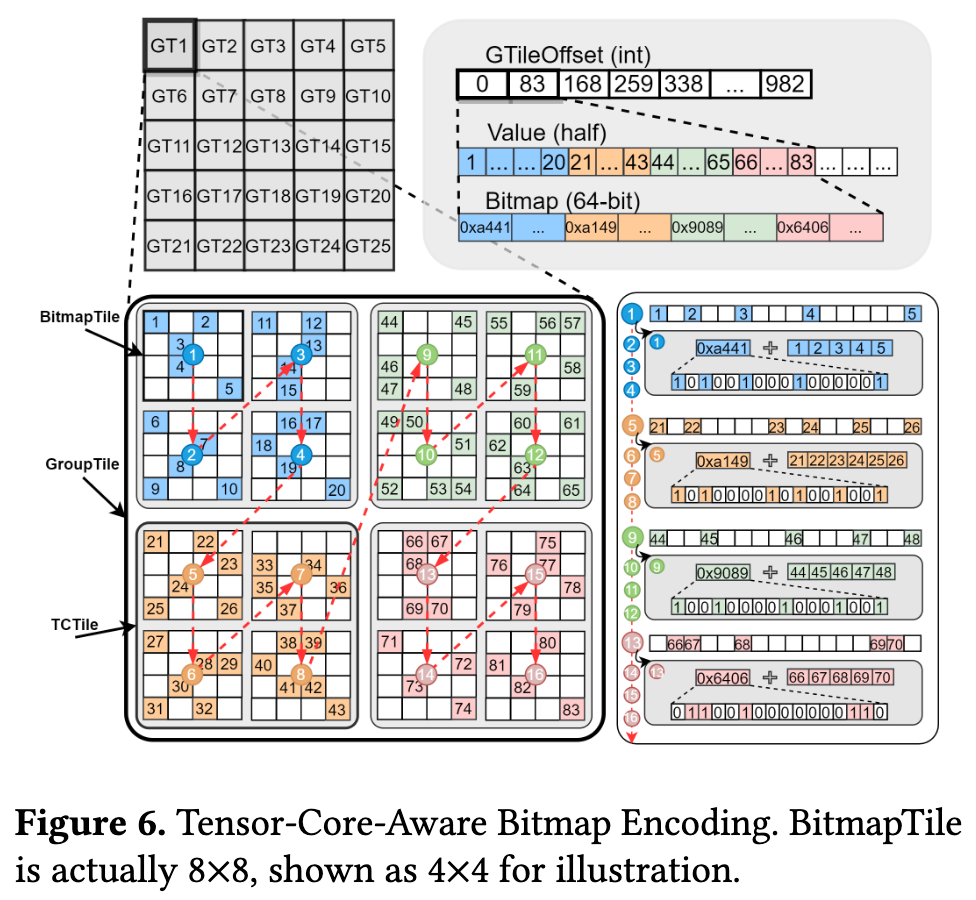 GT1 GT2 GT3 GT4 GT5
GT6 GT7 GT8 GT9 GT10
GT11 GT12 GT13 GT14 GT15
GT16 GT17 GT18 GT19 GT20
GT21 GT22 GT23 GT24 GT25
GTileOffset (int)
0 83 168 259 338 ... 982
Value (half)
1 ... ... 20 21 ... 43 44 ... 65 66 ... 83 ... ... ...
Bitmap (64-bit)
0xa441 ... 0xa149 ... 0x9089 ... 0x6406 ...
BitmapTile
GroupTile
TCTile
1 2
3
4
5
1
11 12
13
14
15
3
6
7
8
9 10
2
16 17
18
19
20
4
44 45
46
47 48
9
55 56 57
58
59
11
49 50
51
52 53 54
10
60 61
62
63
64 65
12
21 22
23
24
25 26
5
33 34
35 36
37
7
27
28 29
30
31 32
6
38 39
40
41 42
43
8
66 67
68
69 70
13
75
76 77
78
79
15
71
72
73
74
14
80
81
82
83
16
1 1 2 3 4 5
2 1 0xa441 + 1 2 3 4 5
3
4 1 0 1 0 0 1 0 0 0 1 0 0 0 0 0 1
5 21 22 23 24 25 26
6 5 0xa149 + 21 22 23 24 25 26
7
8 1 0 1 0 0 0 0 1 0 1 0 0 1 0 0 1
9 44 45 46 47 48
10 9 0x9089 + 44 45 46 47 48
11
12 1 0 0 1 0 0 0 0 1 0 0 0 1 0 0 1
13 66 67 68 69 70
14 13 0x6406 + 66 67 68 69 70
15
16 0 1 1 0 0 1 0 0 0 0 0 0 0 1 1 0
Figure 6. Tensor-Core-Aware Bitmap Encoding. BitmapTile
is actually 8×8, shown as 4×4 for illustration.